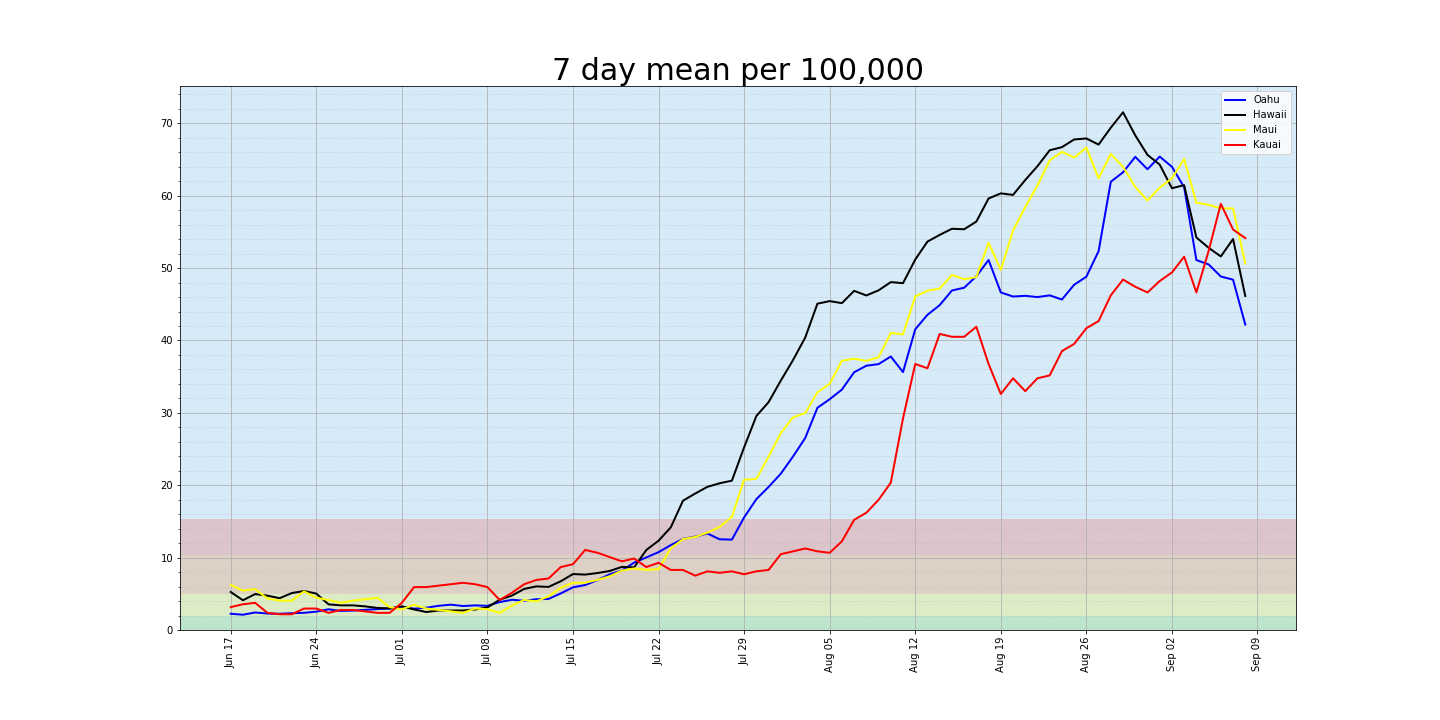 7 day mean per 100,000
Oahu
Hawaii
Maui
Kauai
70
60
50
40
30
20
10
0
Jun 17
Jun 24
Jul 01
Jul 08
Jul 15
Jul 22
Jul 29
Aug 05
Aug 12
Aug 19
Aug 26
Sep 02
Sep 09